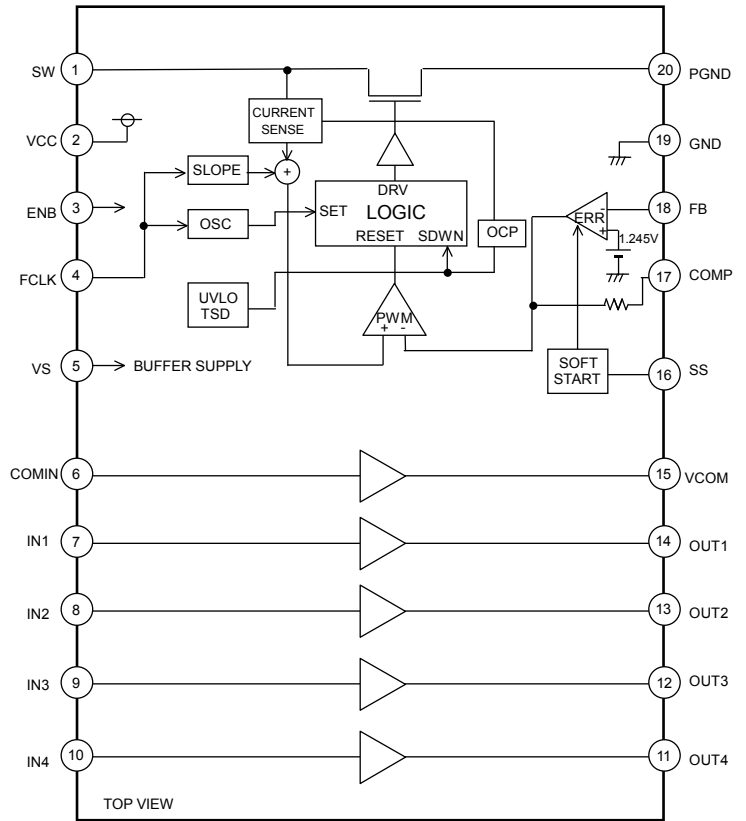 SW 1
20 PGND
CURRENT
SENSE
VCC 2
19 GND
SLOPE
+
DRV
ENB 3
SET LOGIC
ERR
-
+
18 FB
OSC
OCP
1.245V
RESET SDWN
FCLK 4
17 COMP
UVLO
TSD
PWM
+ -
VS 5 BUFFER SUPPLY
SOFT
START
16 SS
COMIN 6
15 VCOM
IN1 7
14 OUT1
IN2 8
13 OUT2
IN3 9
12 OUT3
IN4 10
11 OUT4
TOP VIEW